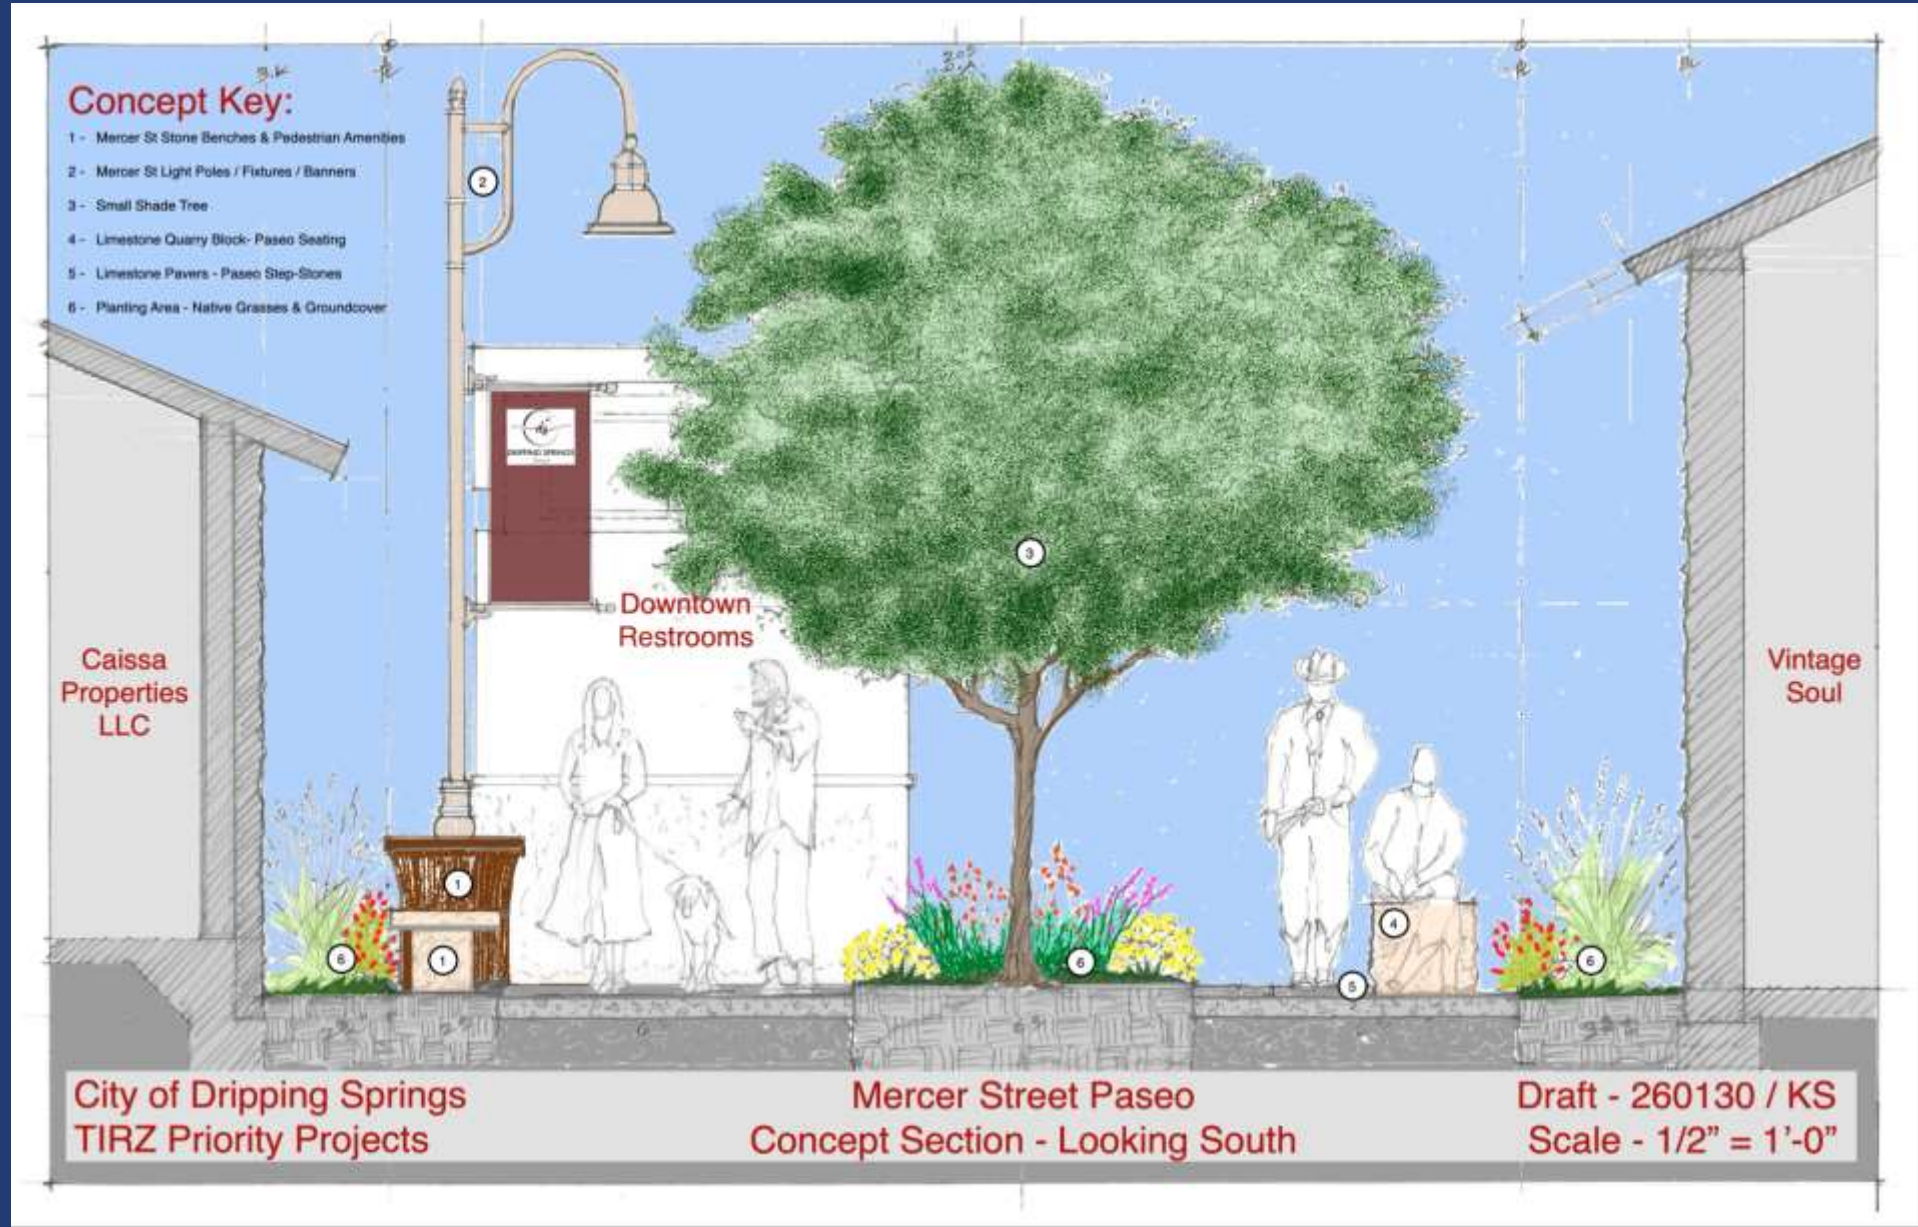 Concept Key:
1 - Mercer St Stone Benches & Pedestrian Amenities
2 - Mercer St Light Poles / Fixtures / Banners
3 - Small Shade Tree
4 - Limestone Quarry Block- Paseo Seating
5 - Limestone Pavers - Paseo Step-Stones
6 - Planting Area - Native Grasses & Groundcover
2
DRIPPING SPRINGS
3
Downtown
Restrooms
Caissa
Properties
LLC
Vintage
Soul
1
1
6
6
4
5
6
City of Dripping Springs
TIRZ Priority Projects
Mercer Street Paseo
Concept Section - Looking South
Draft - 260130 / KS
Scale - 1/2” = 1’-0”